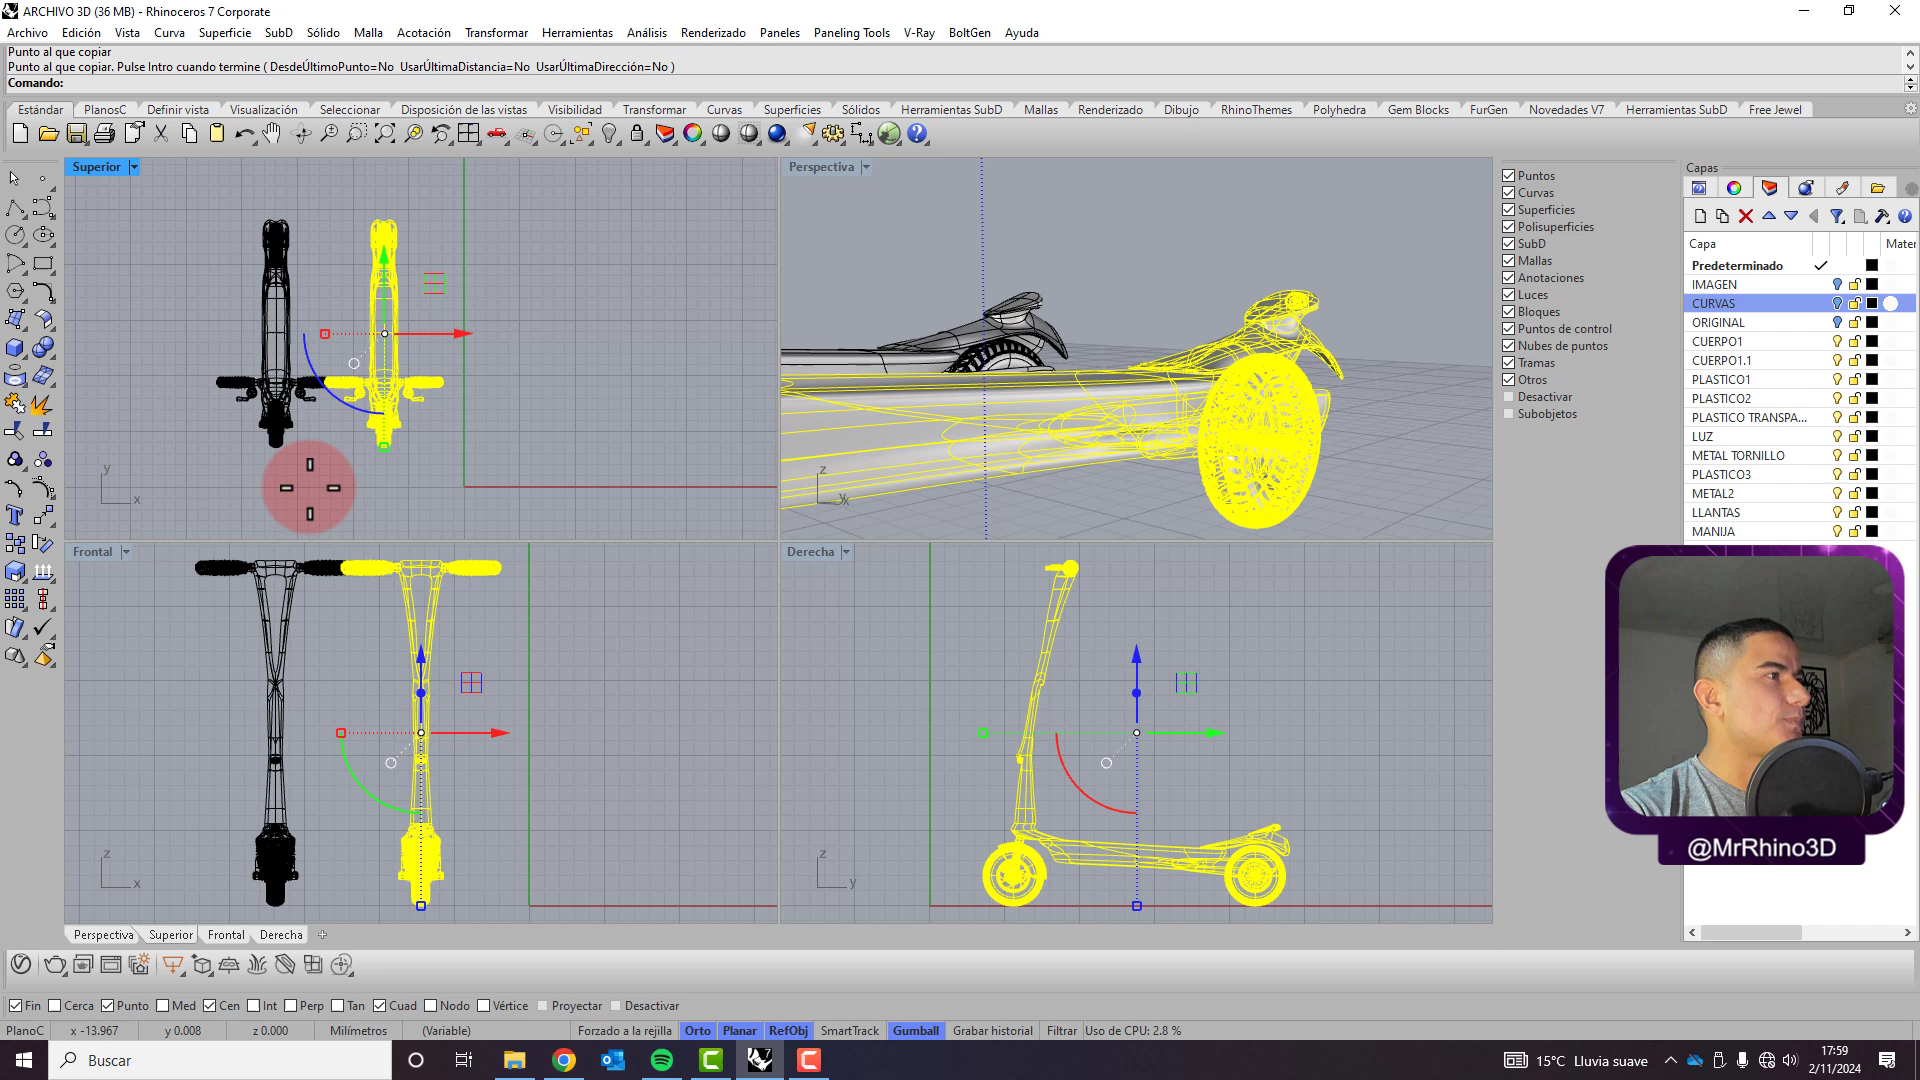 ARCHIVO 3D (36 MB) - Rhinoceros 7 Corporate
Archivo Edición Vista Curva Superficie SubD Sólido Malla Acotación Transformar Herramientas Análisis Renderizado Paneles Paneling Tools V-Ray BoltGen Ayuda
Punto al que copiar
Punto al que copiar. Pulse Intro cuando termine ( DesdeÚltimoPunto=No UsarÚltimaDistancia=No UsarÚltimaDirección=No )
Comando:
Estándar PlanosC Definir vista Visualización Seleccionar Disposición de las vistas Visibilidad Transformar Curvas Superficies Sólidos Herramientas SubD Mallas Renderizado Dibujo RhinoThemes Polyhedra Gem Blocks FurGen Novedades V7 Herramientas SubD Free Jewel
Superior
Perspectiva
y
x
z
y
x
Frontal
Derecha
z
x
z
y
Puntos
Curvas
Superficies
Polisuperficies
SubD
Mallas
Anotaciones
Luces
Bloques
Puntos de control
Nubes de puntos
Tramas
Otros
Desactivar
Subobjetos
Capas
Capa Mater
Predeterminado
IMAGEN
CURVAS
ORIGINAL
CUERPO1
CUERPO1.1
PLASTICO1
PLASTICO2
PLASTICO TRANSPA...
LUZ
METAL TORNILLO
PLASTICO3
METAL2
LLANTAS
MANIJA
@MrRhino3D
Perspectiva Superior Frontal Derecha
Fin Cerca Punto Med Cen Int Perp Tan Cuad Nodo Vértice Proyectar Desactivar
PlanoC x -13.967 y 0.008 z 0.000 Milímetros (Variable) Forzado a la rejilla Orto Planar RefObj SmartTrack Gumball Grabar historial Filtrar Uso de CPU: 2.8 %
Buscar
15°C Lluvia suave
17:59
2/11/2024